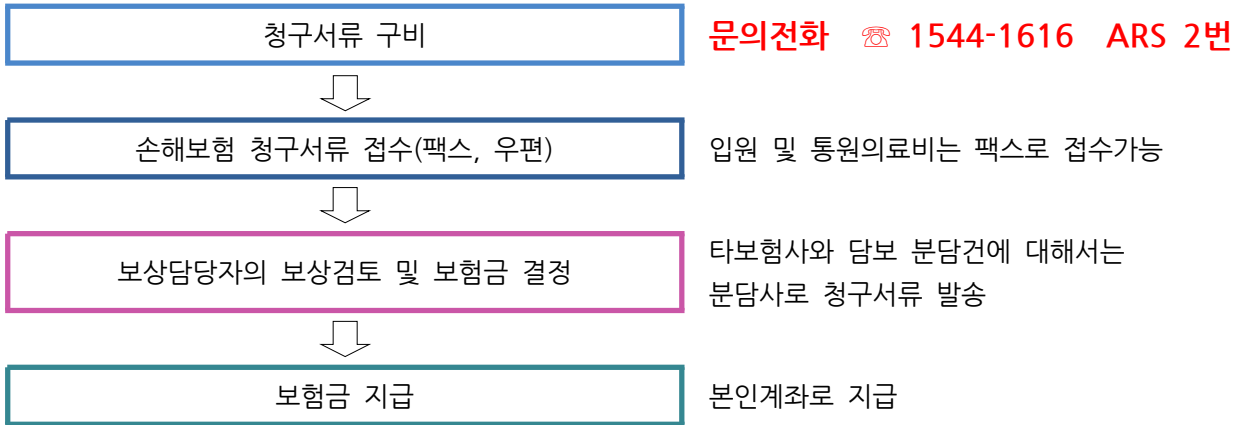 청구서류 구비
문의전화 ☏ 1544-1616 ARS 2번
손해보험 청구서류 접수(팩스, 우편)
입원 및 통원의료비는 팩스로 접수가능
보상담당자의 보상검토 및 보험금 결정
타보험사와 담보 분담건에 대해서는
분담사로 청구서류 발송
보험금 지급
본인계좌로 지급